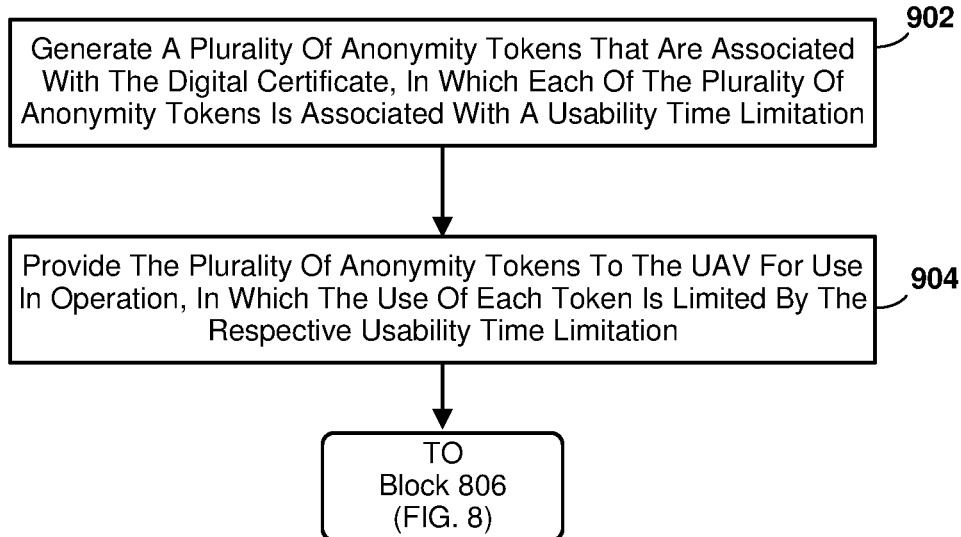 902
Generate A Plurality Of Anonymity Tokens That Are Associated
With The Digital Certificate, In Which Each Of The Plurality Of
Anonymity Tokens Is Associated With A Usability Time Limitation
Provide The Plurality Of Anonymity Tokens To The UAV For Use
In Operation, In Which The Use Of Each Token Is Limited By The
Respective Usability Time Limitation
904
TO
Block 806
(FIG. 8)